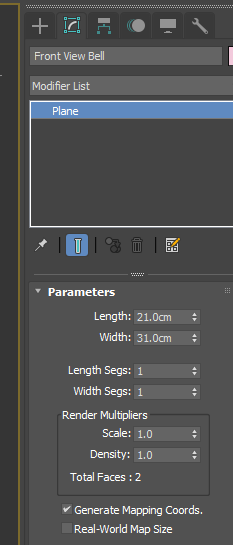 Front View Bell
Modifier List
Plane
Parameters
Length: 21.0cm
Width: 31.0cm
Length Segs: 1
Width Segs: 1
Render Multipliers
Scale: 1.0
Density: 1.0
Total Faces : 2
Generate Mapping Coords.
Real-World Map Size